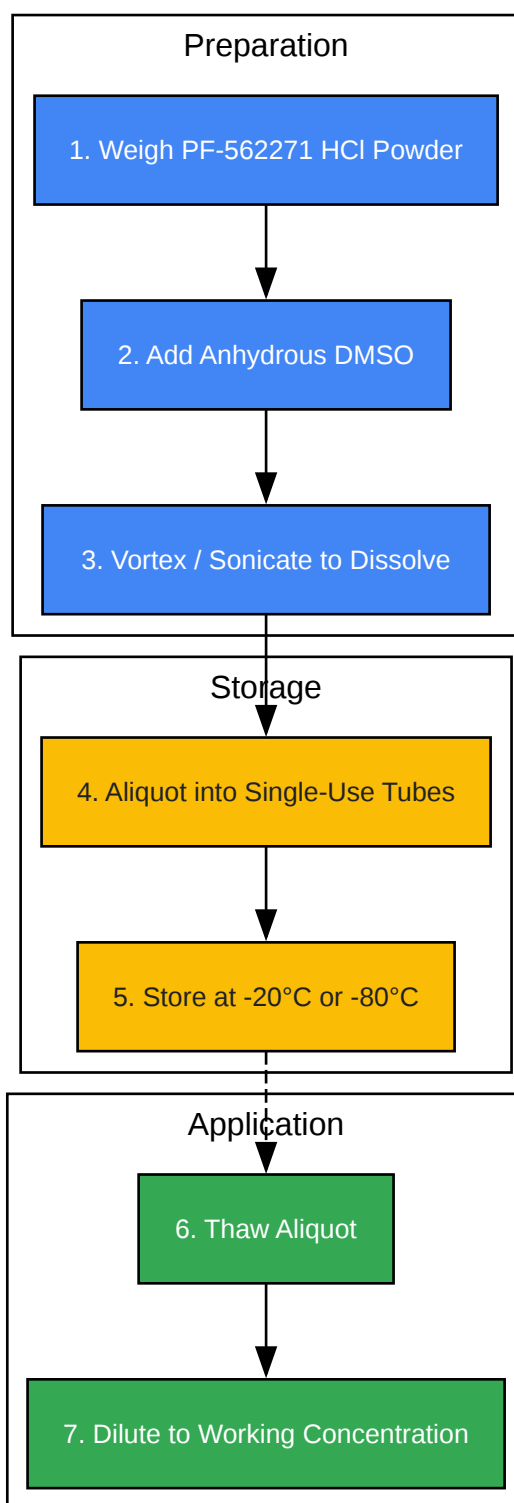 Preparation
1. Weigh PF-562271 HCl Powder
2. Add Anhydrous DMSO
3. Vortex / Sonicate to Dissolve
Storage
4. Aliquot into Single-Use Tubes
5. Store at -20°C or -80°C
Application
6. Thaw Aliquot
7. Dilute to Working Concentration